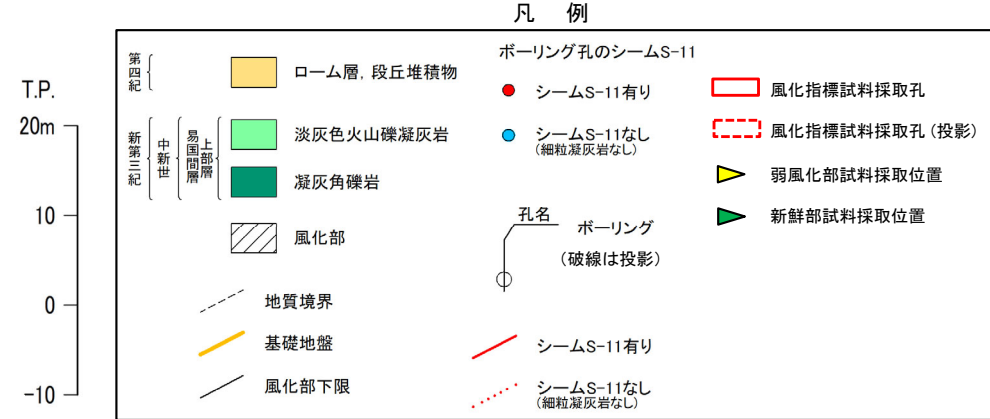 凡 例
T.P.
20m
10
0
-10
第四紀
ローム層, 段丘堆積物
新第三紀
中新世
易国間層
上部層
淡灰色火山礫凝灰岩
凝灰角礫岩
風化部
地質境界
基礎地盤
風化部下限
ボーリング孔のシームS-11
シームS-11有り
シームS-11なし
(細粒凝灰岩なし)
孔名
ボーリング
(破線は投影)
シームS-11有り
シームS-11なし
(細粒凝灰岩なし)
風化指標試料採取孔
風化指標試料採取孔(投影)
弱風化部試料採取位置
新鮮部試料採取位置